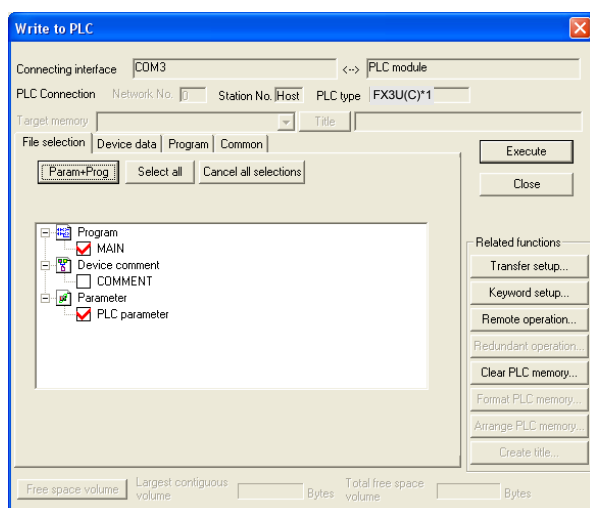 Write to PLC
Connecting interface COM3 <--> PLC module
PLC Connection Network No. 0 Station No. Host PLC type FX3U(C)*1
Target memory Title
File selection Device data Program Common
Execute
Param+Prog Select all Cancel all selections
Close
Program
MAIN
Device comment
COMMENT
Parameter
PLC parameter
Related functions
Transfer setup...
Keyword setup...
Remote operation...
Redundant operation...
Clear PLC memory...
Format PLC memory...
Arrange PLC memory...
Create title...
Free space volume Largest contiguous volume Bytes Total free space volume Bytes